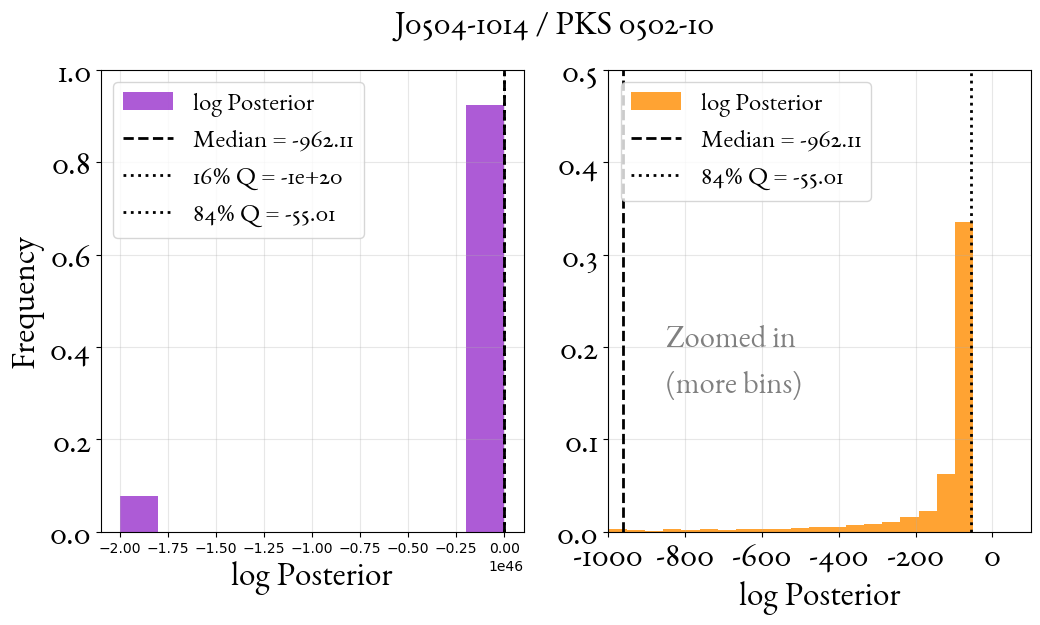 J0504-1014 / PKS 0502-10
1.0
0.8
0.6
0.4
0.2
0.0
Frequency
log Posterior
Median = -962.11
16% Q = -1e+20
84% Q = -55.01
−2.00 −1.75 −1.50 −1.25 −1.00 −0.75 −0.50 −0.25 0.00
1e46
log Posterior
0.5
0.4
0.3
0.2
0.1
0.0
log Posterior
Median = -962.11
84% Q = -55.01
Zoomed in
(more bins)
-1000 -800 -600 -400 -200 0
log Posterior